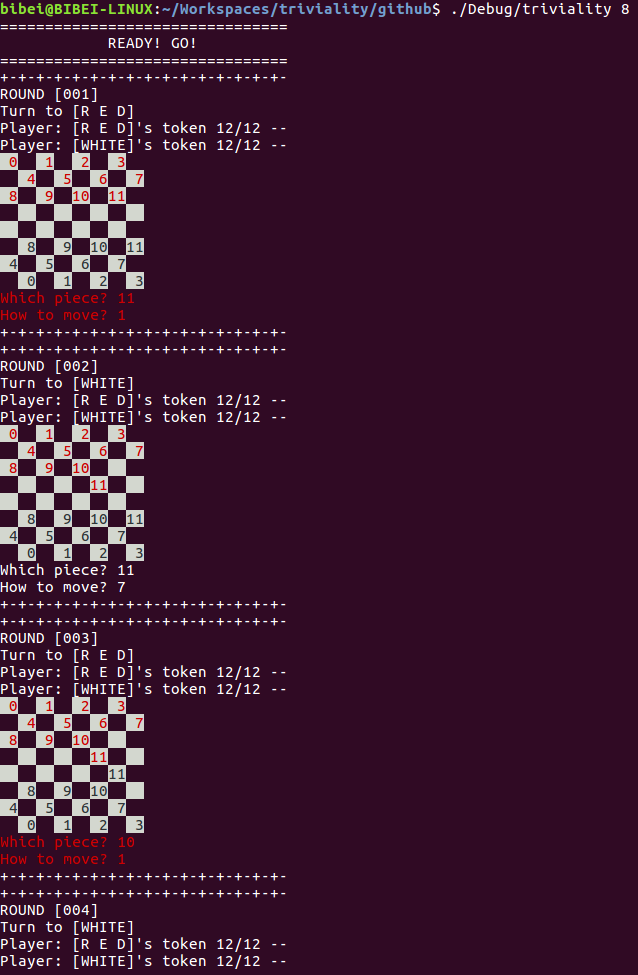 bibei@BIBEI-LINUX:~/Workspaces/triviality/github$ ./Debug/triviality 8
================================
            READY! GO!
================================
+-+-+-+-+-+-+-+-+-+-+-+-+-+-+-+-
ROUND [001]
Turn to [R E D]
Player: [R E D]'s token 12/12 --
Player: [WHITE]'s token 12/12 --
 0   1   2   3
   4   5   6   7
 8   9  10  11
   8   9  10  11
 4   5   6   7
   0   1   2   3
Which piece? 11
How to move? 1
+-+-+-+-+-+-+-+-+-+-+-+-+-+-+-+-
+-+-+-+-+-+-+-+-+-+-+-+-+-+-+-+-
ROUND [002]
Turn to [WHITE]
Player: [R E D]'s token 12/12 --
Player: [WHITE]'s token 12/12 --
 0   1   2   3
   4   5   6   7
 8   9  10
          11
   8   9  10  11
 4   5   6   7
   0   1   2   3
Which piece? 11
How to move? 7
+-+-+-+-+-+-+-+-+-+-+-+-+-+-+-+-
+-+-+-+-+-+-+-+-+-+-+-+-+-+-+-+-
ROUND [003]
Turn to [R E D]
Player: [R E D]'s token 12/12 --
Player: [WHITE]'s token 12/12 --
 0   1   2   3
   4   5   6   7
 8   9  10
          11
            11
   8   9  10
 4   5   6   7
   0   1   2   3
Which piece? 10
How to move? 1
+-+-+-+-+-+-+-+-+-+-+-+-+-+-+-+-
+-+-+-+-+-+-+-+-+-+-+-+-+-+-+-+-
ROUND [004]
Turn to [WHITE]
Player: [R E D]'s token 12/12 --
Player: [WHITE]'s token 12/12 --